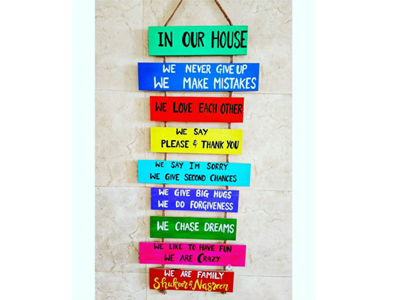 IN OUR HOUSE
WE NEVER GIVE UP
WE MAKE MISTAKES
WE LOVE EACH OTHER
WE SAY
PLEASE & THANK YOU
WE SAY I'M SORRY
WE GIVE SECOND CHANCES
WE GIVE BIG HUGS
WE DO FORGIVENESS
WE CHASE DREAMS
WE LIKE TO HAVE FUN
WE ARE CRAZY
WE ARE FAMILY
Shukom & Nasreen